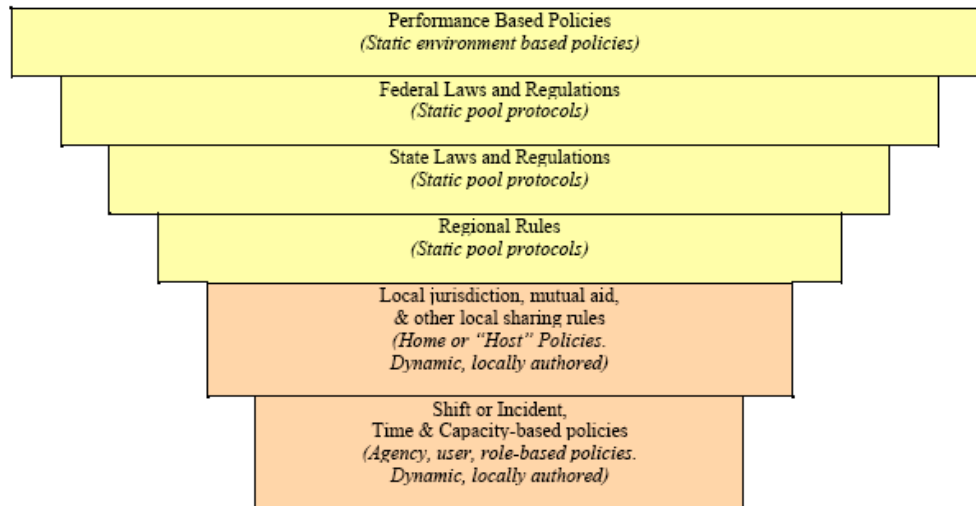 Performance Based Policies
(Static environment based policies)
Federal Laws and Regulations
(Static pool protocols)
State Laws and Regulations
(Static pool protocols)
Regional Rules
(Static pool protocols)
Local jurisdiction, mutual aid,
& other local sharing rules
(Home or “Host” Policies.
Dynamic, locally authored)
Shift or Incident,
Time & Capacity-based policies
(Agency, user, role-based policies.
Dynamic, locally authored)